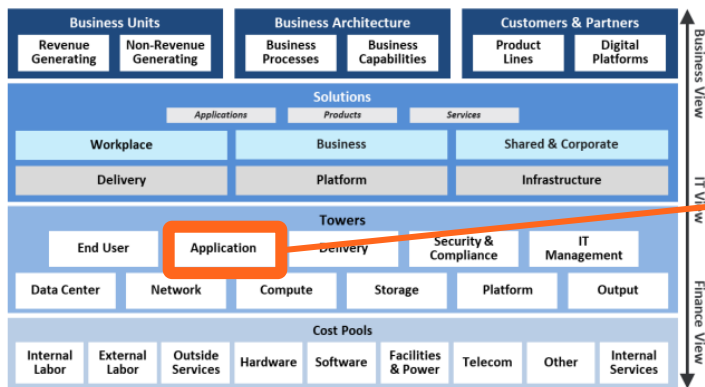 Business Units
Business Architecture
Customers & Partners
Revenue
Generating
Non-Revenue
Generating
Business
Processes
Business
Capabilities
Product
Lines
Digital
Platforms
Business View
Solutions
Applications
Products
Services
Workplace
Business
Shared & Corporate
Delivery
Platform
Infrastructure
IT View
Towers
End User
Application
Delivery
Security &
Compliance
IT
Management
Data Center
Network
Compute
Storage
Platform
Output
Finance View
Cost Pools
Internal
Labor
External
Labor
Outside
Services
Hardware
Software
Facilities
& Power
Telecom
Other
Internal
Services